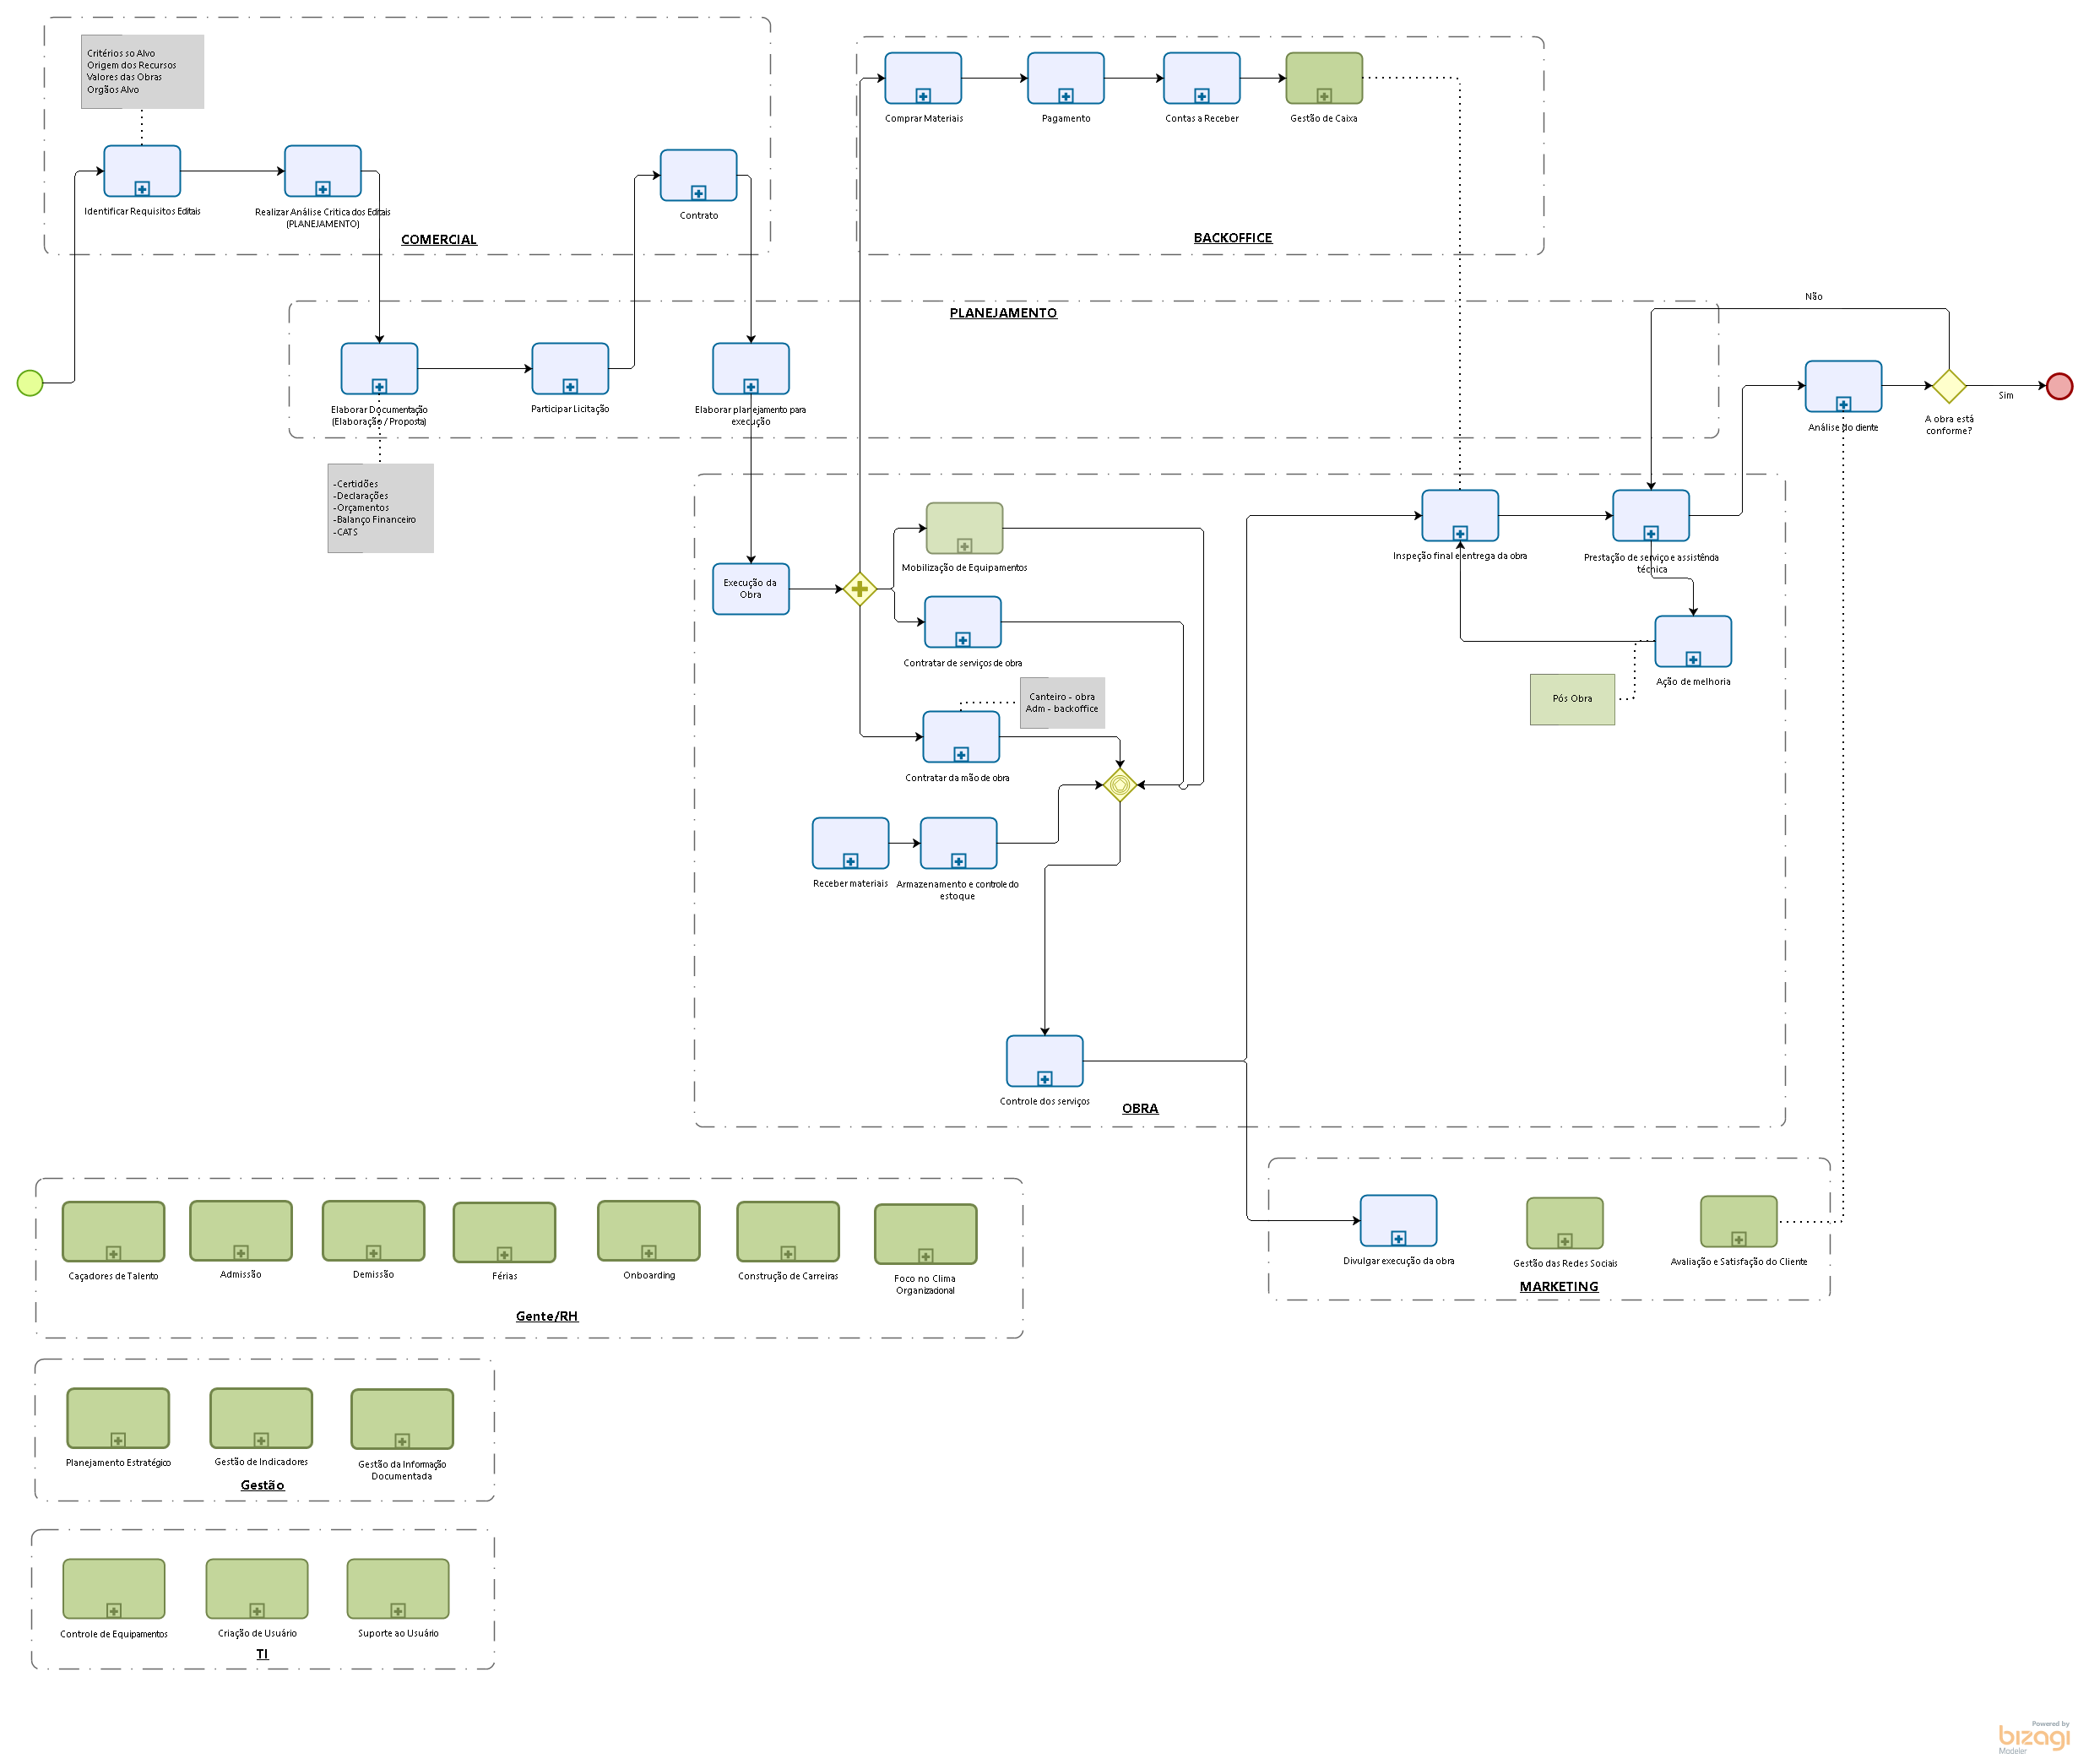 Critérios so Alvo
Origem dos Recursos
Valores das Obras
Orgãos Alvo
Identificar Requisitos Editais
Realizar Análise Critica dos Editais
(PLANEJAMENTO)
Contrato
COMERCIAL
Comprar Materiais
Pagamento
Contas a Receber
Gestão de Caixa
BACKOFFICE
PLANEJAMENTO
Elaborar Documentação
(Elaboração / Proposta)
Participar Licitação
Elaborar planejamento para
execução
-Certidões
-Declarações
-Orçamentos
-Balanço Financeiro
-CATS
Não
Análise do cliente
A obra está
conforme?
Sim
Execução da
Obra
Mobilização de Equipamentos
Contratar de serviços de obra
Canteiro - obra
Adm - backoffice
Contratar da mão de obra
Receber materiais
Armazenamento e controle do
estoque
Inspeção final e entrega da obra
Prestação de serviço e assistência
técnica
Ação de melhoria
Pós Obra
Controle dos serviços
OBRA
Divulgar execução da obra
Gestão das Redes Sociais
Avaliação e Satisfação do Cliente
MARKETING
Caçadores de Talento
Admissão
Demissão
Férias
Onboarding
Construção de Carreiras
Foco no Clima
Organizacional
Gente/RH
Planejamento Estratégico
Gestão de Indicadores
Gestão da Informação
Documentada
Gestão
Controle de Equipamentos
Criação de Usuário
Suporte ao Usuário
TI
Powered by
bizagi
Modeler